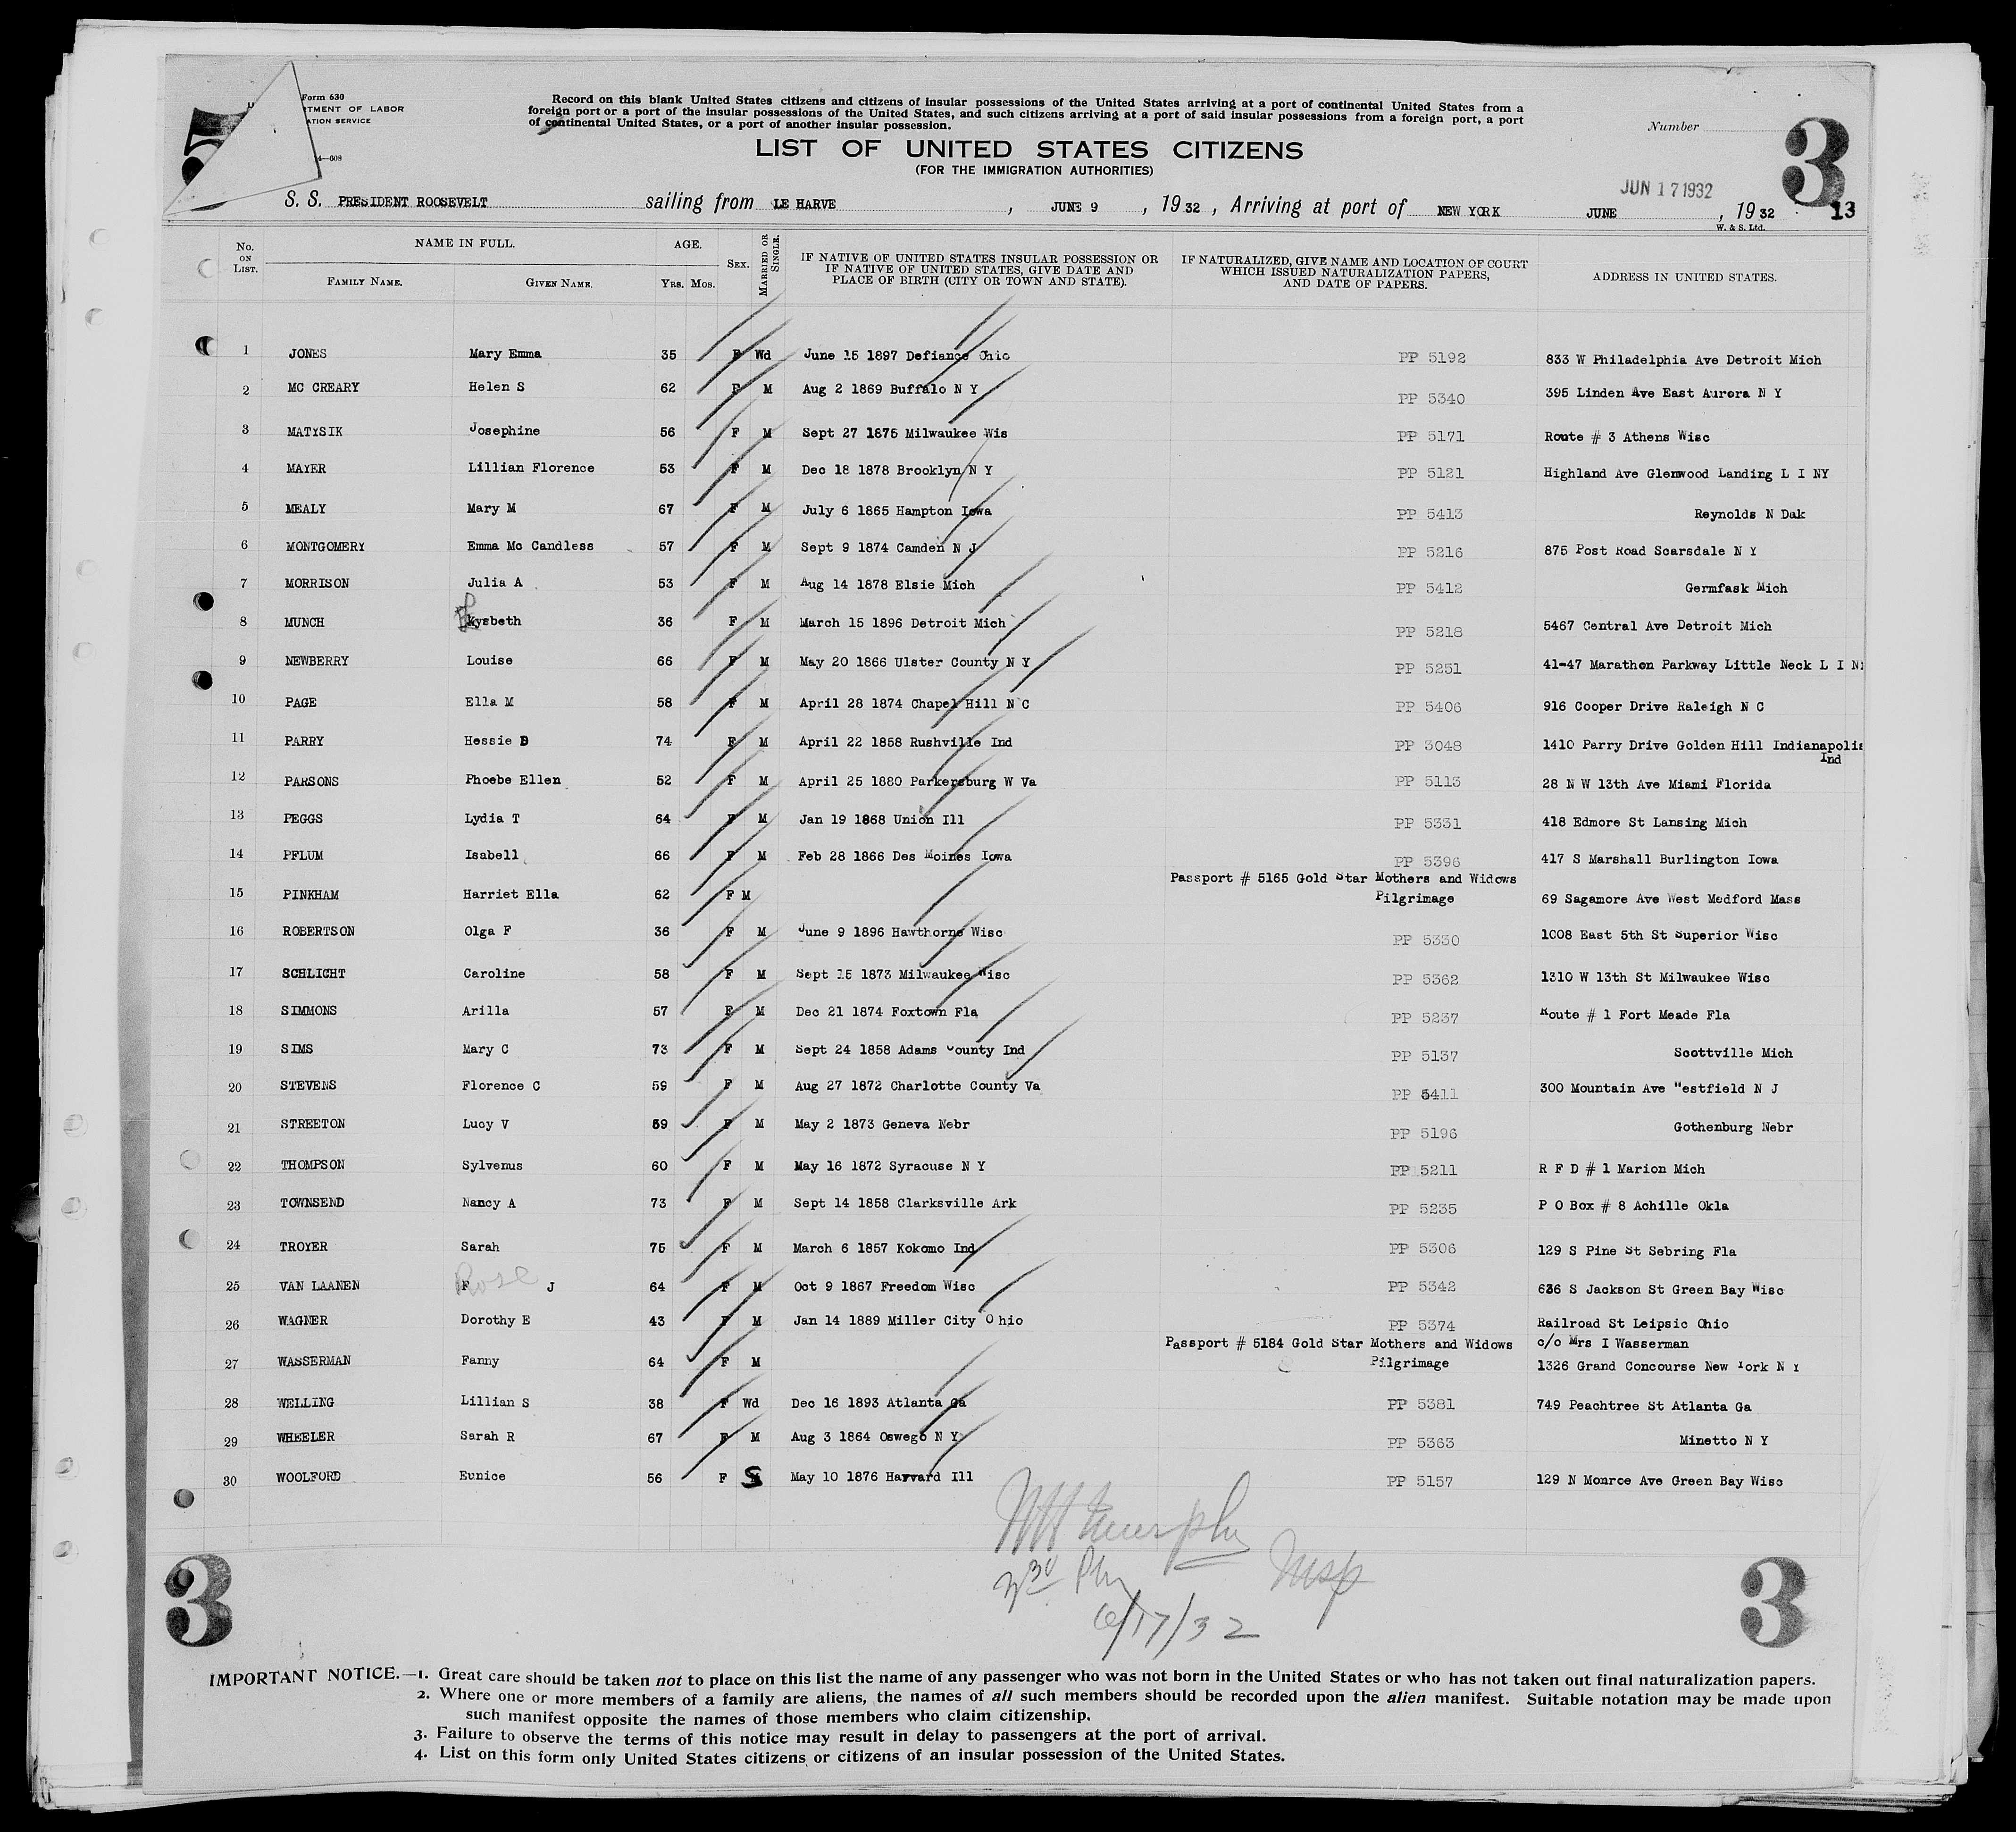 Form 630
TMENT OF LABOR
ATION SERVICE
4—608
Record on this blank United States citizens and citizens of insular possessions of the United States arriving at a port of continental United States from a
foreign port or a port of the insular possessions of the United States, and such citizens arriving at a port of said insular possessions from a foreign port, a port
of continental United States, or a port of another insular possession.
Number
3
LIST OF UNITED STATES CITIZENS
(FOR THE IMMIGRATION AUTHORITIES)
JUN 17 1932
S. S. PRESIDENT ROOSEVELT sailing from LE HARVE, JUNE 9, 1932, Arriving at port of NEW YORK JUNE, 1932 13
W. & S. Ltd.
No. ON LIST. NAME IN FULL. FAMILY NAME. GIVEN NAME. AGE. YRS. MOS. SEX. MARRIED OR SINGLE. IF NATIVE OF UNITED STATES INSULAR POSSESSION OR IF NATIVE OF UNITED STATES, GIVE DATE AND PLACE OF BIRTH (CITY OR TOWN AND STATE). IF NATURALIZED, GIVE NAME AND LOCATION OF COURT WHICH ISSUED NATURALIZATION PAPERS, AND DATE OF PAPERS. ADDRESS IN UNITED STATES.
1 JONES Mary Emma 35 F Wd June 15 1897 Defiance Ohio PP 5192 833 W Philadelphia Ave Detroit Mich
2 MC CREARY Helen S 62 F M Aug 2 1869 Buffalo N Y PP 5340 395 Linden Ave East Aurora N Y
3 MATYSIK Josephine 56 F M Sept 27 1875 Milwaukee Wis PP 5171 Route # 3 Athens Wisc
4 MAYER Lillian Florence 53 F M Dec 18 1878 Brooklyn N Y PP 5121 Highland Ave Glenwood Landing L I NY
5 MEALY Mary M 67 F M July 6 1865 Hampton Iowa PP 5413 Reynolds N Dak
6 MONTGOMERY Emma Mc Candless 57 F M Sept 9 1874 Camden N J PP 5216 875 Post Road Scarsdale N Y
7 MORRISON Julia A 53 F M Aug 14 1878 Elsie Mich PP 5412 Germfask Mich
8 MUNCH kysbeth 36 F M March 15 1896 Detroit Mich PP 5218 5467 Central Ave Detroit Mich
9 NEWBERRY Louise 66 F M May 20 1866 Ulster County N Y PP 5251 41-47 Marathon Parkway Little Neck L I N
10 PAGE Ella M 58 F M April 28 1874 Chapel Hill N C PP 5406 916 Cooper Drive Raleigh N C
11 PARRY Hessie B 74 F M April 22 1858 Rushville Ind PP 3048 1410 Parry Drive Golden Hill Indianapolis
Ind
12 PARSONS Phoebe Ellen 52 F M April 25 1880 Parkersburg W Va PP 5113 28 N W 13th Ave Miami Florida
13 PEGGS Lydia T 64 F M Jan 19 1868 Union Ill PP 5331 418 Edmore St Lansing Mich
14 PFLUM Isabell 66 F M Feb 28 1866 Des Moines Iowa PP 5396 417 S Marshall Burlington Iowa
Passport # 5165 Gold Star Mothers and Widows
15 PINKHAM Harriet Ella 62 F M Pilgrimage 69 Sagamore Ave West Medford Mass
16 ROBERTSON Olga F 36 F M June 9 1896 Hawthorne Wisc PP 5330 1008 East 5th St Superior Wisc
17 SCHLICHT Caroline 58 F M Sept 15 1873 Milwaukee Wisc PP 5362 1310 W 13th St Milwaukee Wisc
18 SIMMONS Arilla 57 F M Dec 21 1874 Foxtown Fla PP 5237 Route # 1 Fort Meade Fla
19 SIMS Mary C 73 F M Sept 24 1858 Adams County Ind PP 5137 Scottville Mich
20 STEVENS Florence C 59 F M Aug 27 1872 Charlotte County Va PP 5411 300 Mountain Ave "estfield N J
21 STREETON Lucy V 59 F M May 2 1873 Geneva Nebr PP 5196 Gothenburg Nebr
22 THOMPSON Sylvenus 60 F M May 16 1872 Syracuse N Y PP 5211 R F D # 1 Marion Mich
23 TOWNSEND Nancy A 73 F M Sept 14 1858 Clarksville Ark PP 5235 P O Box # 8 Achille Okla
24 TROYER Sarah 75 F M March 6 1857 Kokomo Ind PP 5306 129 S Pine St Sebring Fla
25 VAN LAANEN F Rose J 64 F M Oct 9 1867 Freedom Wisc PP 5342 636 S Jackson St Green Bay Wisc
26 WAGNER Dorothy E 43 F M Jan 14 1889 Miller City Ohio PP 5374 Railroad St Leipsic Ohio
Passport # 5184 Gold Star Mothers and Widows c/o Mrs I Wasserman
27 WASSERMAN Fanny 64 F M Pilgrimage 1326 Grand Concourse New York N Y
28 WELLING Lillian S 38 F Wd Dec 16 1893 Atlanta Ga PP 5381 749 Peachtree St Atlanta Ga
29 WHEELER Sarah R 67 F M Aug 3 1864 Oswego N Y PP 5363 Minetto N Y
30 WOOLFORD Eunice 56 F S May 10 1876 Harvard Ill PP 5157 129 N Monroe Ave Green Bay Wisc
Murphy
Insp
30 Pm
6/17/32
3
3
IMPORTANT NOTICE.—1. Great care should be taken not to place on this list the name of any passenger who was not born in the United States or who has not taken out final naturalization papers.
2. Where one or more members of a family are aliens, the names of all such members should be recorded upon the alien manifest. Suitable notation may be made upon
such manifest opposite the names of those members who claim citizenship.
3. Failure to observe the terms of this notice may result in delay to passengers at the port of arrival.
4. List on this form only United States citizens or citizens of an insular possession of the United States.